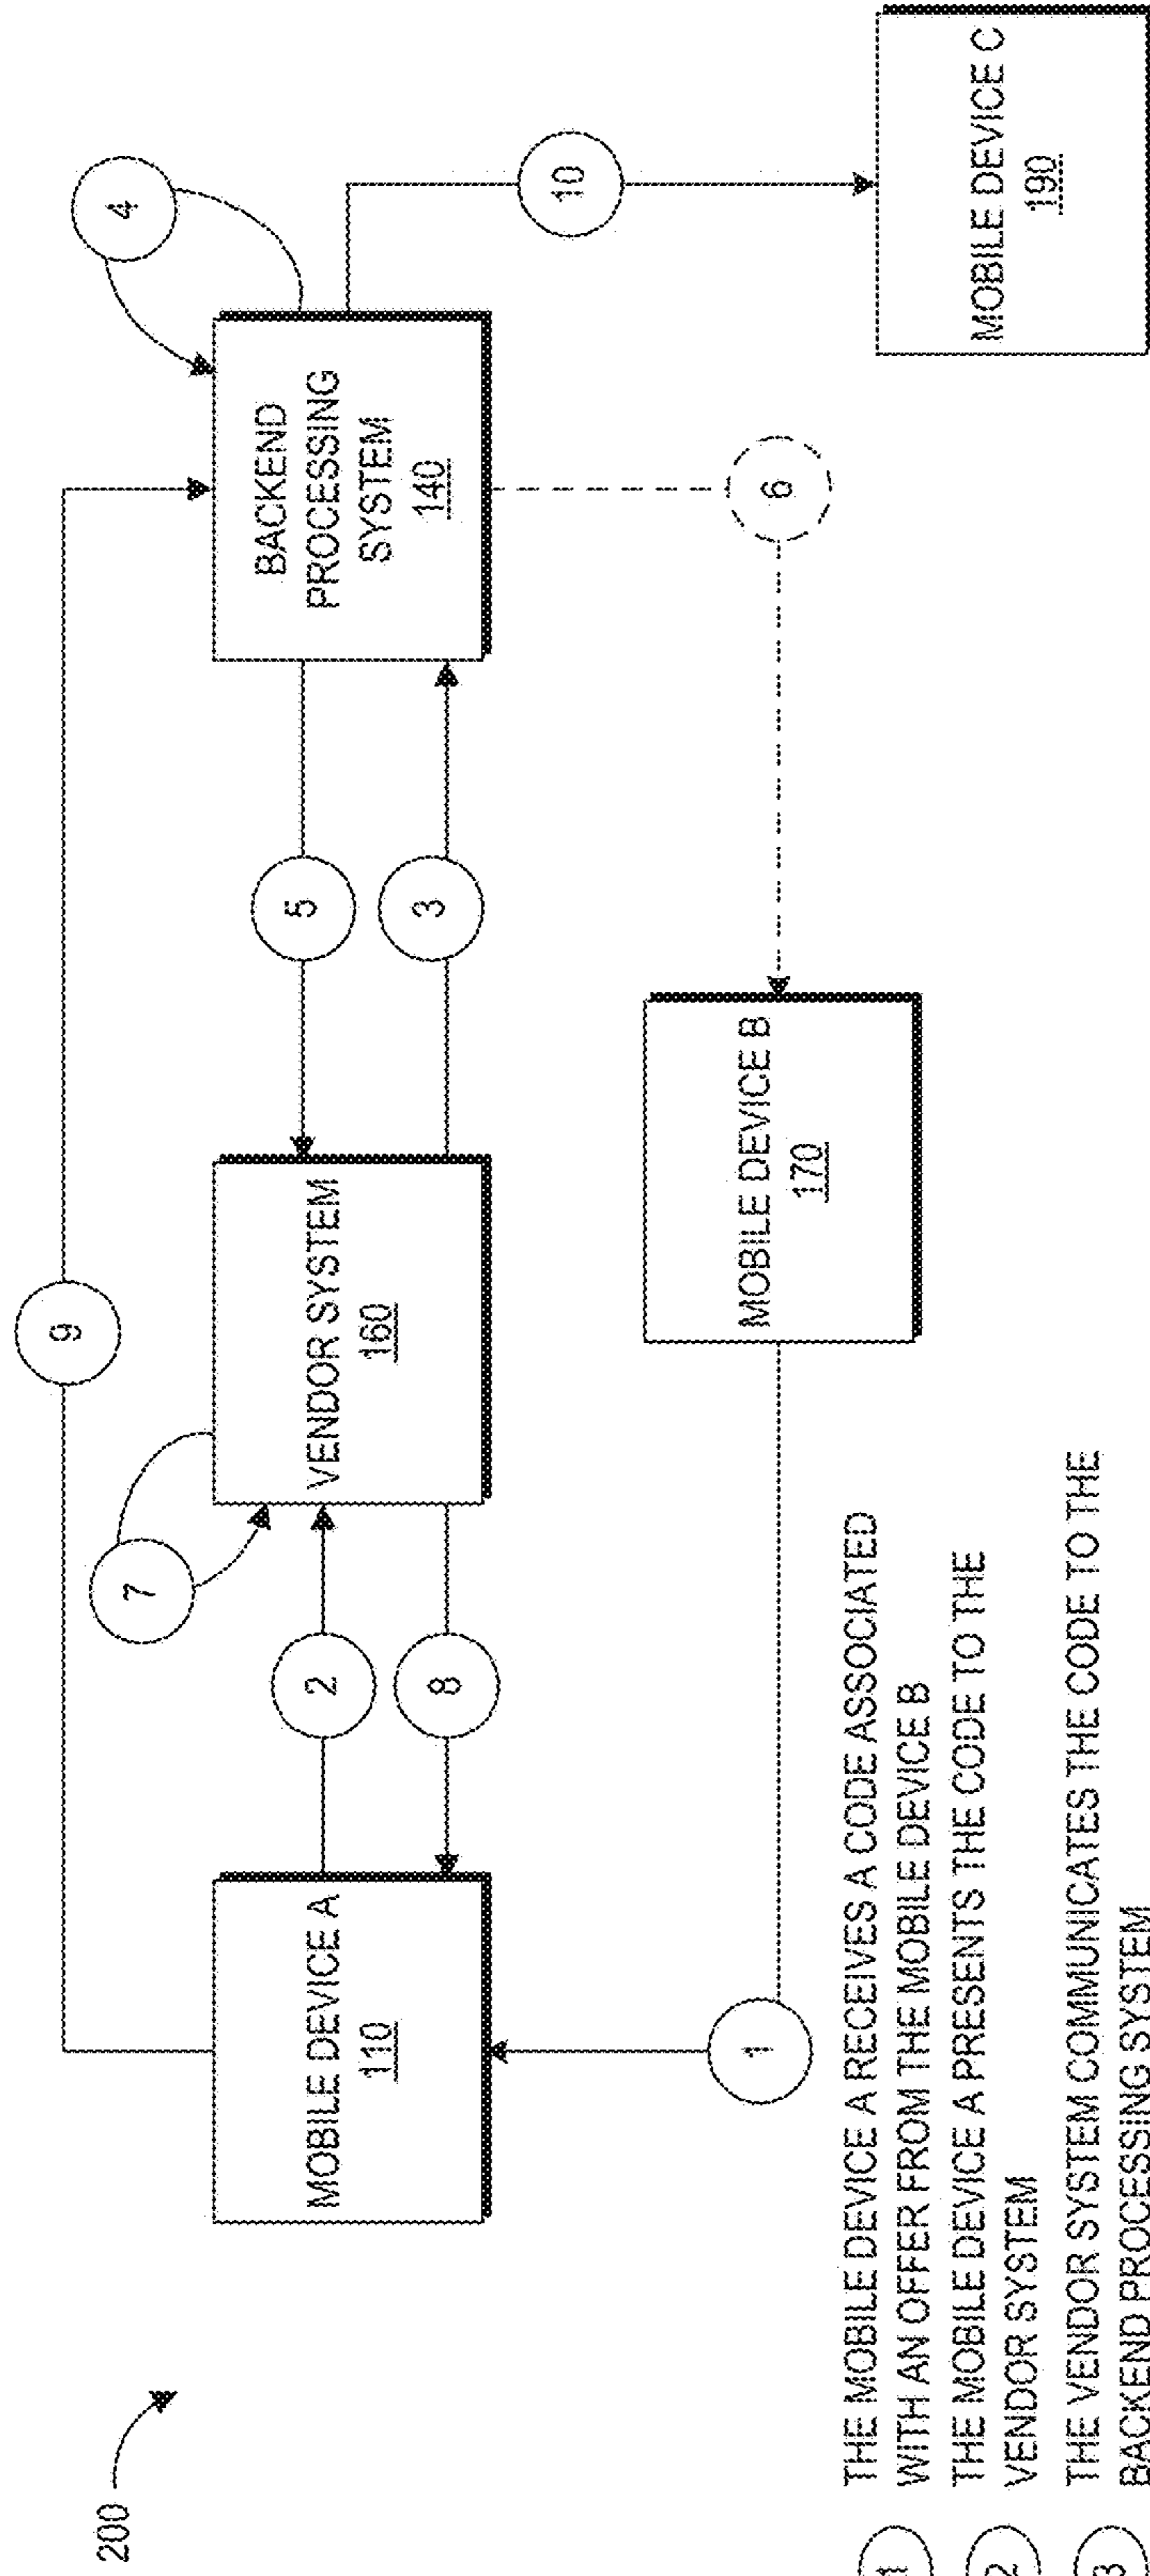 200
9
7
4
MOBILE DEVICE A
110
2
8
VENDOR SYSTEM
160
5
3
BACKEND
PROCESSING
SYSTEM
140
10
1
MOBILE DEVICE B
170
6
MOBILE DEVICE C
190
1 THE MOBILE DEVICE A RECEIVES A CODE ASSOCIATED
WITH AN OFFER FROM THE MOBILE DEVICE B
2 THE MOBILE DEVICE A PRESENTS THE CODE TO THE
VENDOR SYSTEM
3 THE VENDOR SYSTEM COMMUNICATES THE CODE TO THE
BACKEND PROCESSING SYSTEM